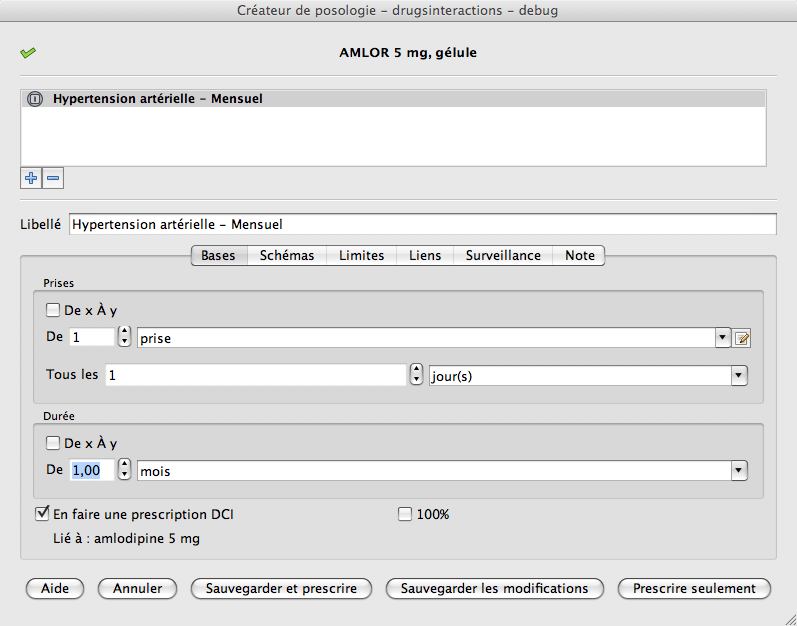 Créateur de posologie – drugsinteractions – debug
AMLOR 5 mg, gélule
Hypertension artérielle – Mensuel
Libellé Hypertension artérielle – Mensuel
Bases Schémas Limites Liens Surveillance Note
Prises
De x À y
De 1 prise
Tous les 1 jour(s)
Durée
De x À y
De 1,00 mois
En faire une prescription DCI 100%
Lié à : amlodipine 5 mg
Aide Annuler Sauvegarder et prescrire Sauvegarder les modifications Prescrire seulement